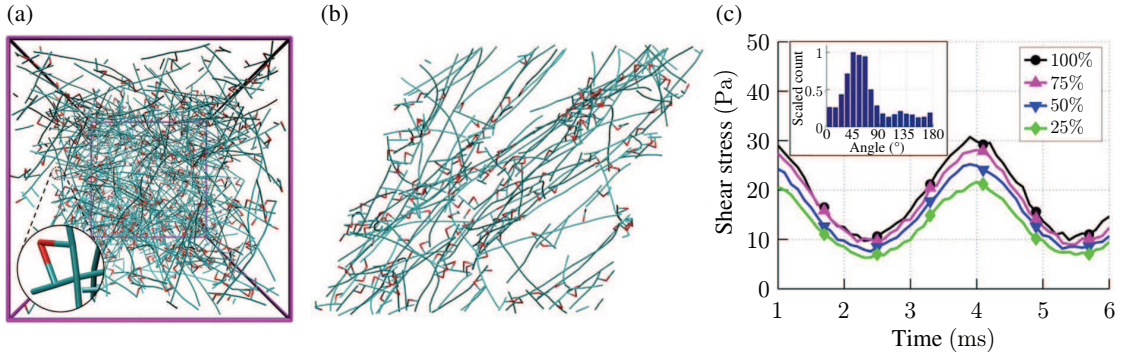 (a)
(b)
(c)
Shear stress (Pa)
50
40
30
20
10
0
1 2 3 4 5 6
Time (ms)
Scaled count
1
0.5
0
0 45 90 135 180
Angle (°)
100%
75%
50%
25%